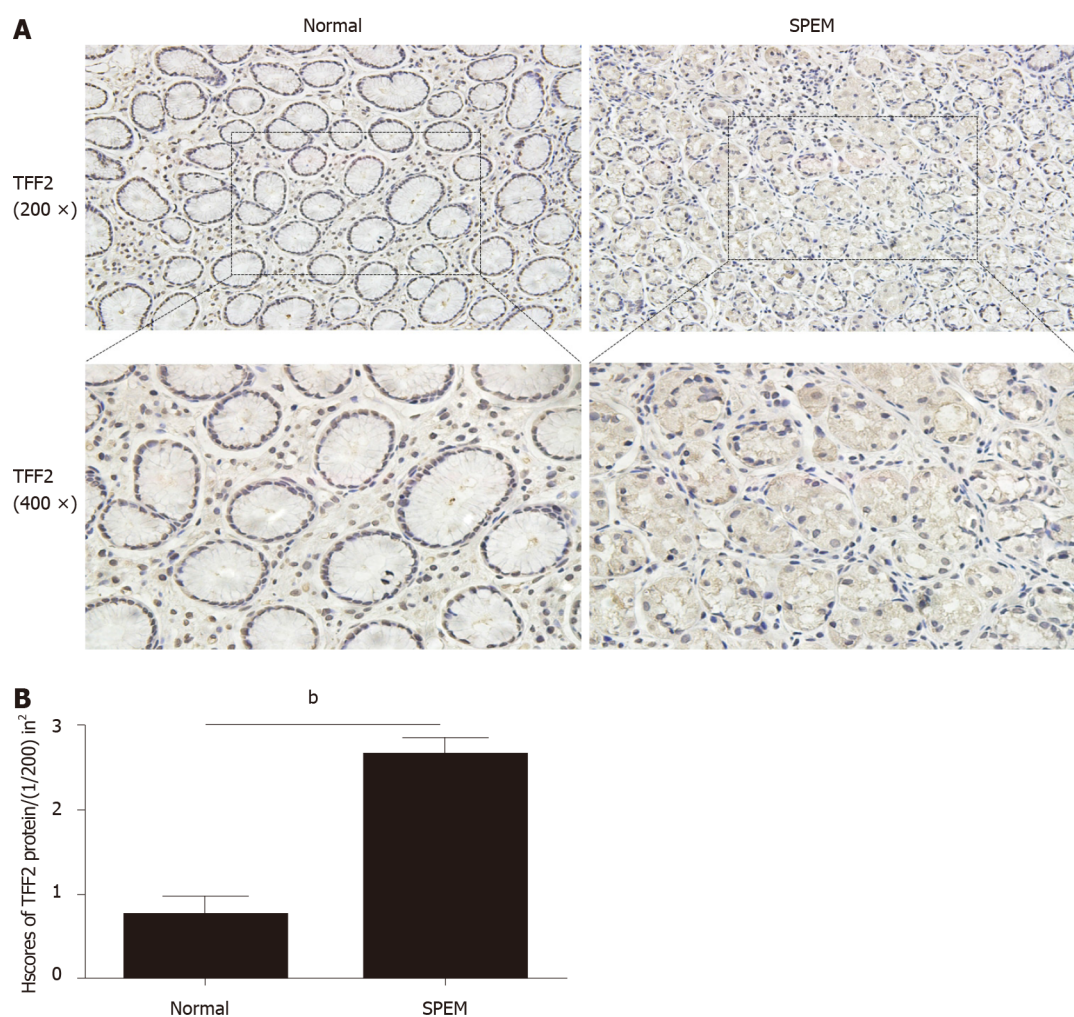 A
Normal
SPEM
TFF2
(200 ×)
TFF2
(400 ×)
B
b
Hscores of TFF2 protein/(1/200) in²
3
2
1
0
Normal
SPEM